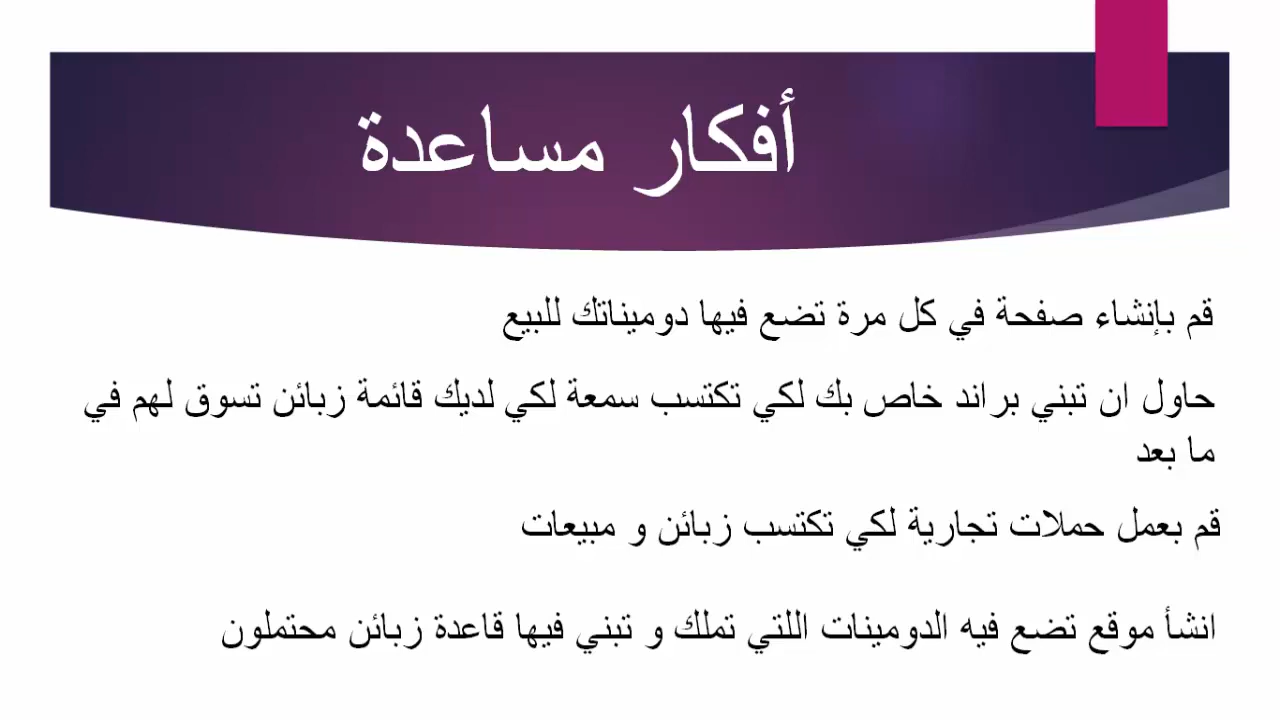 أفكار مساعدة
قم بإنشاء صفحة في كل مرة تضع فيها دوميناتك للبيع
حاول ان تبني براند خاص بك لكي تكتسب سمعة لكي لديك قائمة زبائن تسوق لهم في
ما بعد
قم بعمل حملات تجارية لكي تكتسب زبائن و مبيعات
انشأ موقع تضع فيه الدومينات اللتي تملك و تبني فيها قاعدة زبائن محتملون